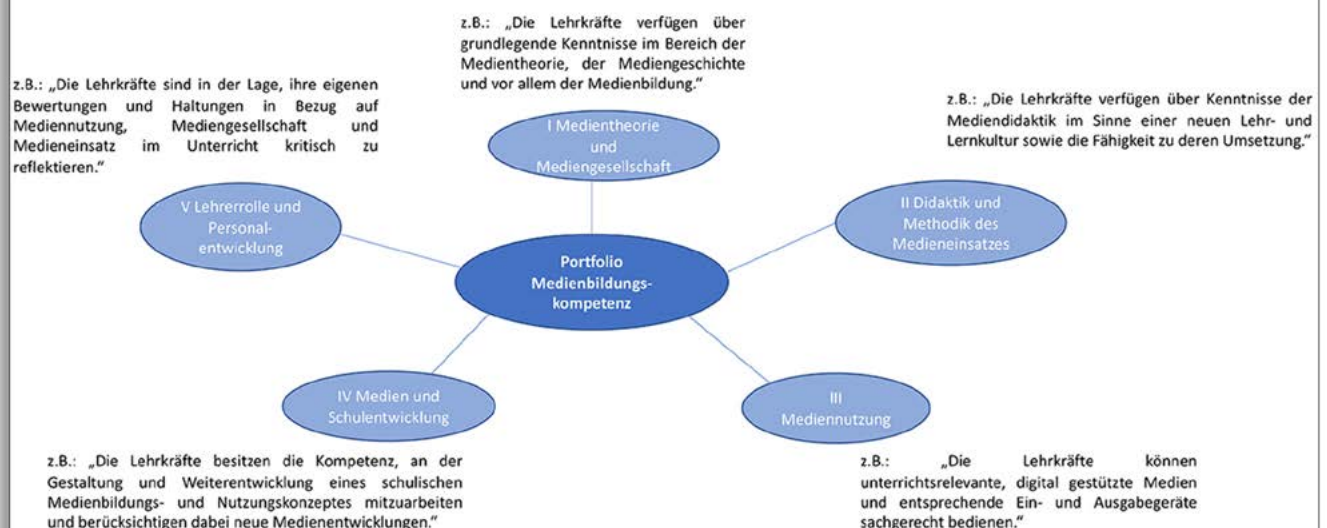 z.B.: „Die Lehrkräfte verfügen über
grundlegende Kenntnisse im Bereich der
Medientheorie, der Mediengeschichte
und vor allem der Medienbildung.“
z.B.: „Die Lehrkräfte sind in der Lage, ihre eigenen
Bewertungen und Haltungen in Bezug auf
Mediennutzung, Mediengesellschaft und
Medieneinsatz im Unterricht kritisch zu
reflektieren.“
z.B.: „Die Lehrkräfte verfügen über Kenntnisse der
Mediendidaktik im Sinne einer neuen Lehr- und
Lernkultur sowie die Fähigkeit zu deren Umsetzung.“
I Medientheorie
und
Mediengesellschaft
V Lehrerrolle und
Personal-
entwicklung
II Didaktik und
Methodik des
Medieneinsatzes
Portfolio
Medienbildungs-
kompetenz
IV Medien und
Schulentwicklung
III
Mediennutzung
z.B.: „Die Lehrkräfte besitzen die Kompetenz, an der
Gestaltung und Weiterentwicklung eines schulischen
Medienbildungs- und Nutzungskonzeptes mitzuarbeiten
und berücksichtigen dabei neue Medienentwicklungen.“
z.B.: „Die Lehrkräfte können
unterrichtsrelevante, digital gestützte Medien
und entsprechende Ein- und Ausgabegeräte
sachgerecht bedienen.“